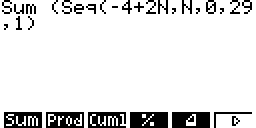 Sum (Seq(-4+2N,N,0,29
,1)
Sum Prod Cuml % ⊿ ▷